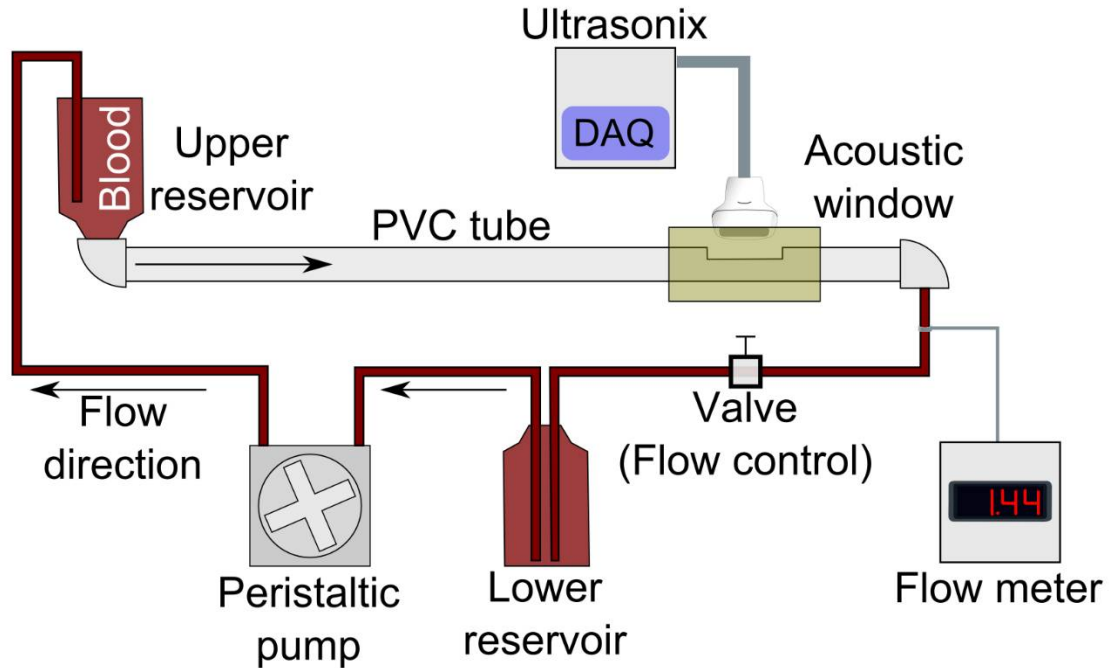 Ultrasonix
DAQ
Blood
Upper
reservoir
PVC tube
Acoustic
window
Flow
direction
Valve
(Flow control)
1.44
Peristaltic
pump
Lower
reservoir
Flow meter